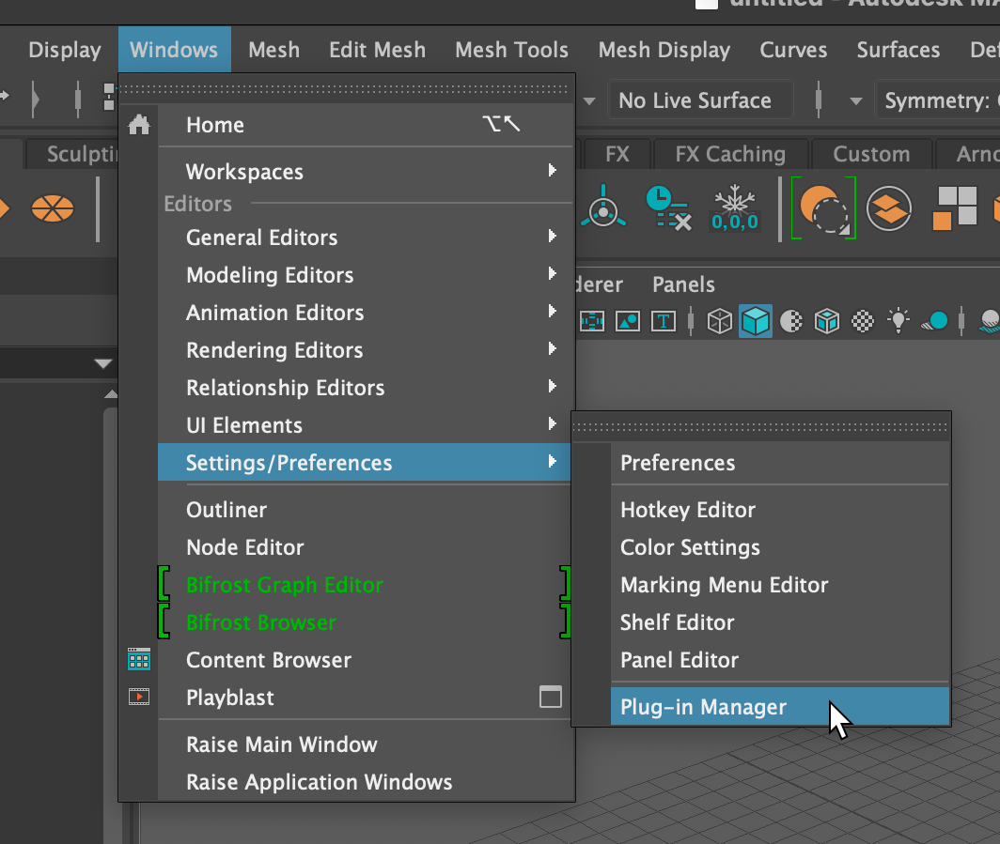 untitled - Autodesk MA
Display Windows Mesh Edit Mesh Mesh Tools Mesh Display Curves Surfaces De
No Live Surface Symmetry:
Sculpti FX FX Caching Custom Arno
Home ⌥↖
Workspaces
Editors
General Editors
0,0,0
Modeling Editors
derer Panels
Animation Editors
T
Rendering Editors
Relationship Editors
UI Elements
Settings/Preferences
Outliner
Node Editor
Bifrost Graph Editor
Bifrost Browser
Content Browser
Playblast
Raise Main Window
Raise Application Windows
Preferences
Hotkey Editor
Color Settings
Marking Menu Editor
Shelf Editor
Panel Editor
Plug-in Manager